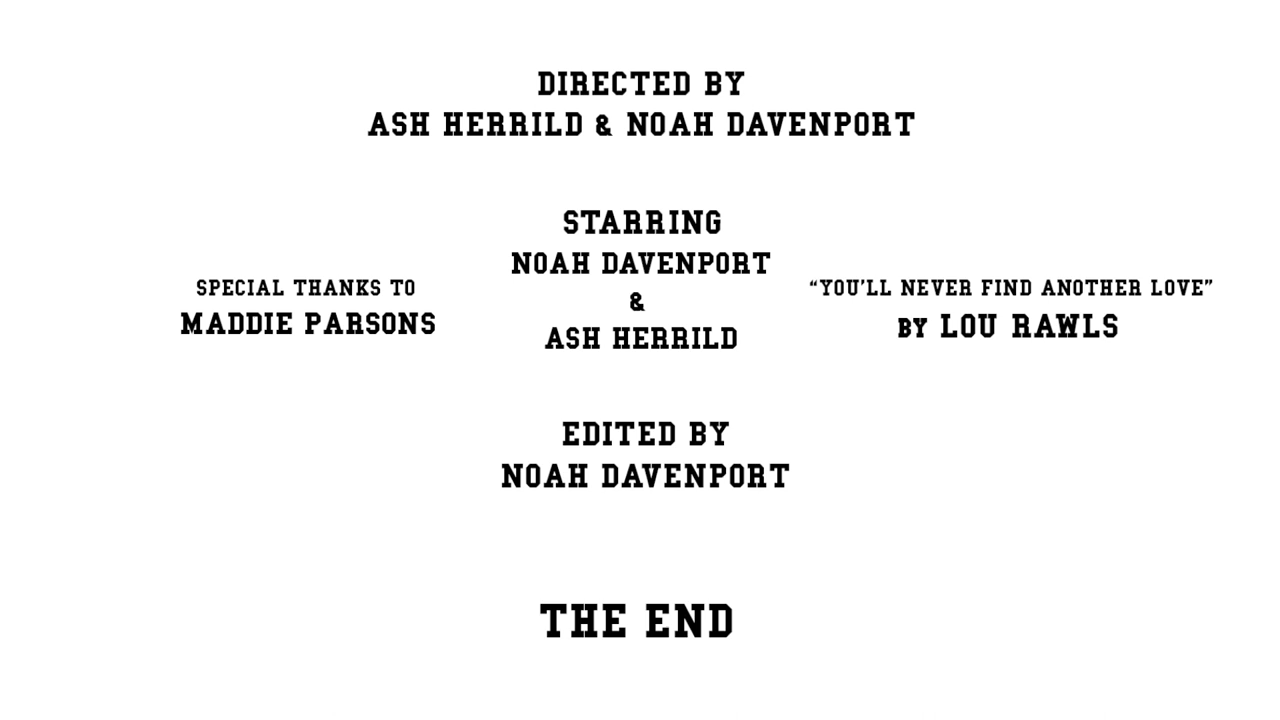 DIRECTED BY
ASH HERRILD & NOAH DAVENPORT
STARRING
NOAH DAVENPORT
&
ASH HERRILD
SPECIAL THANKS TO
MADDIE PARSONS
“YOU’LL NEVER FIND ANOTHER LOVE”
BY LOU RAWLS
EDITED BY
NOAH DAVENPORT
THE END